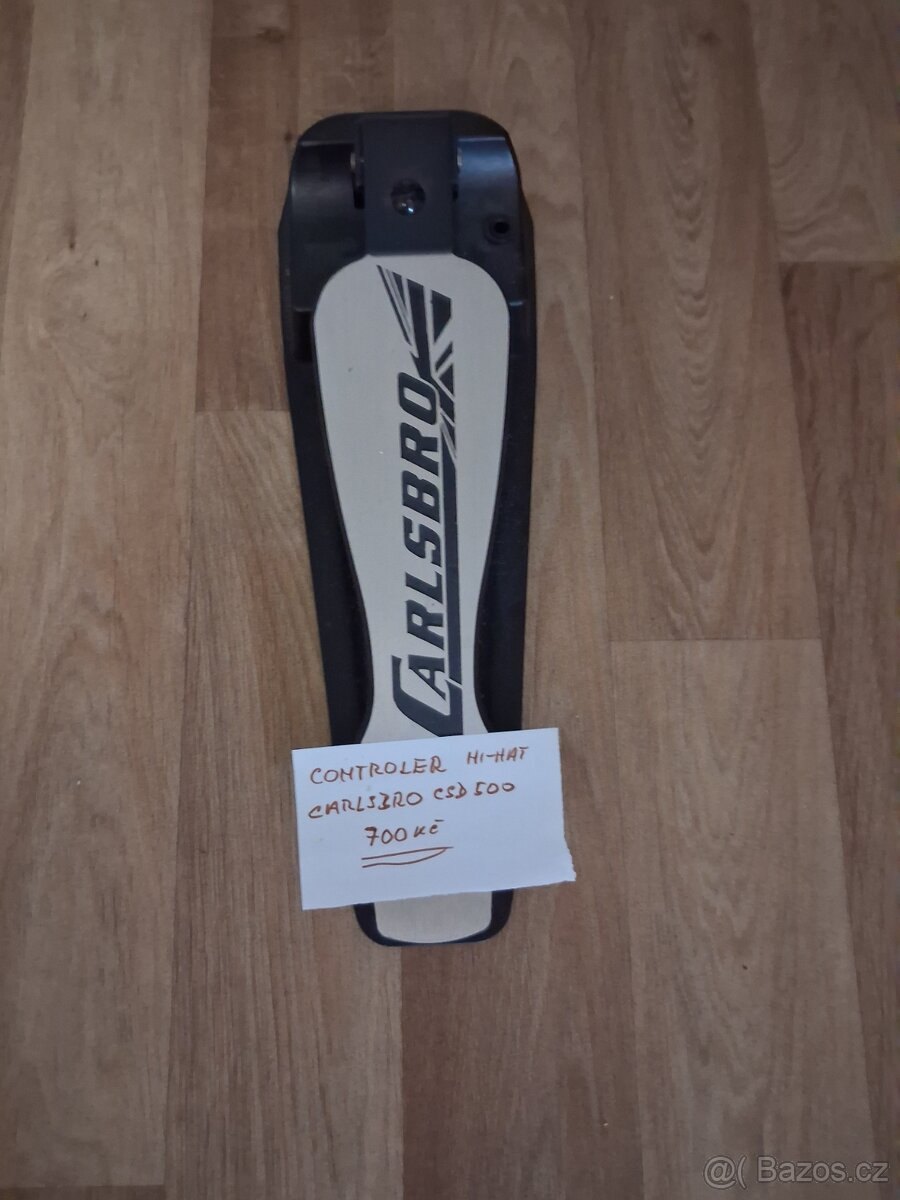 CARLSBRO
CONTROLER HI-HAT
CARLSBRO CSD 500
700 Kč
@( Bazos.cz